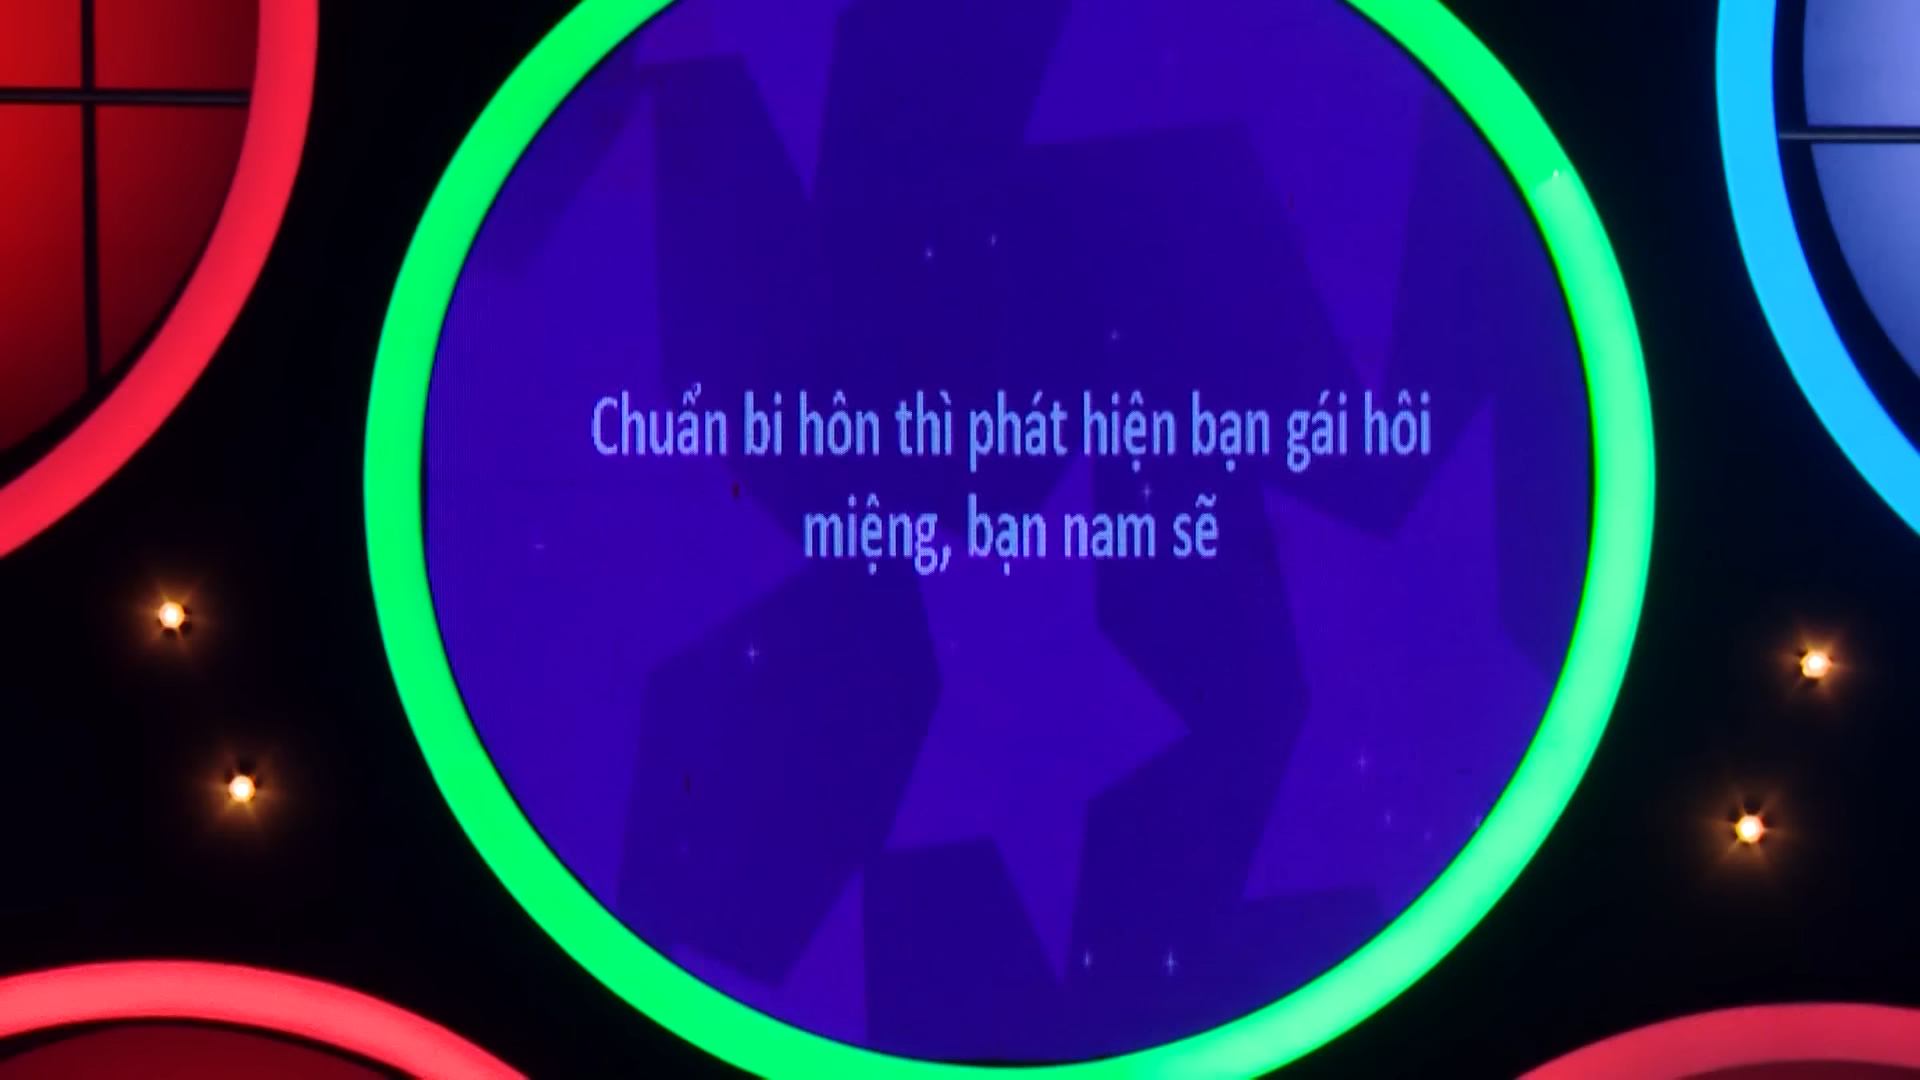 Chuẩn bi hôn thì phát hiện bạn gái hôi
miệng, bạn nam sẽ